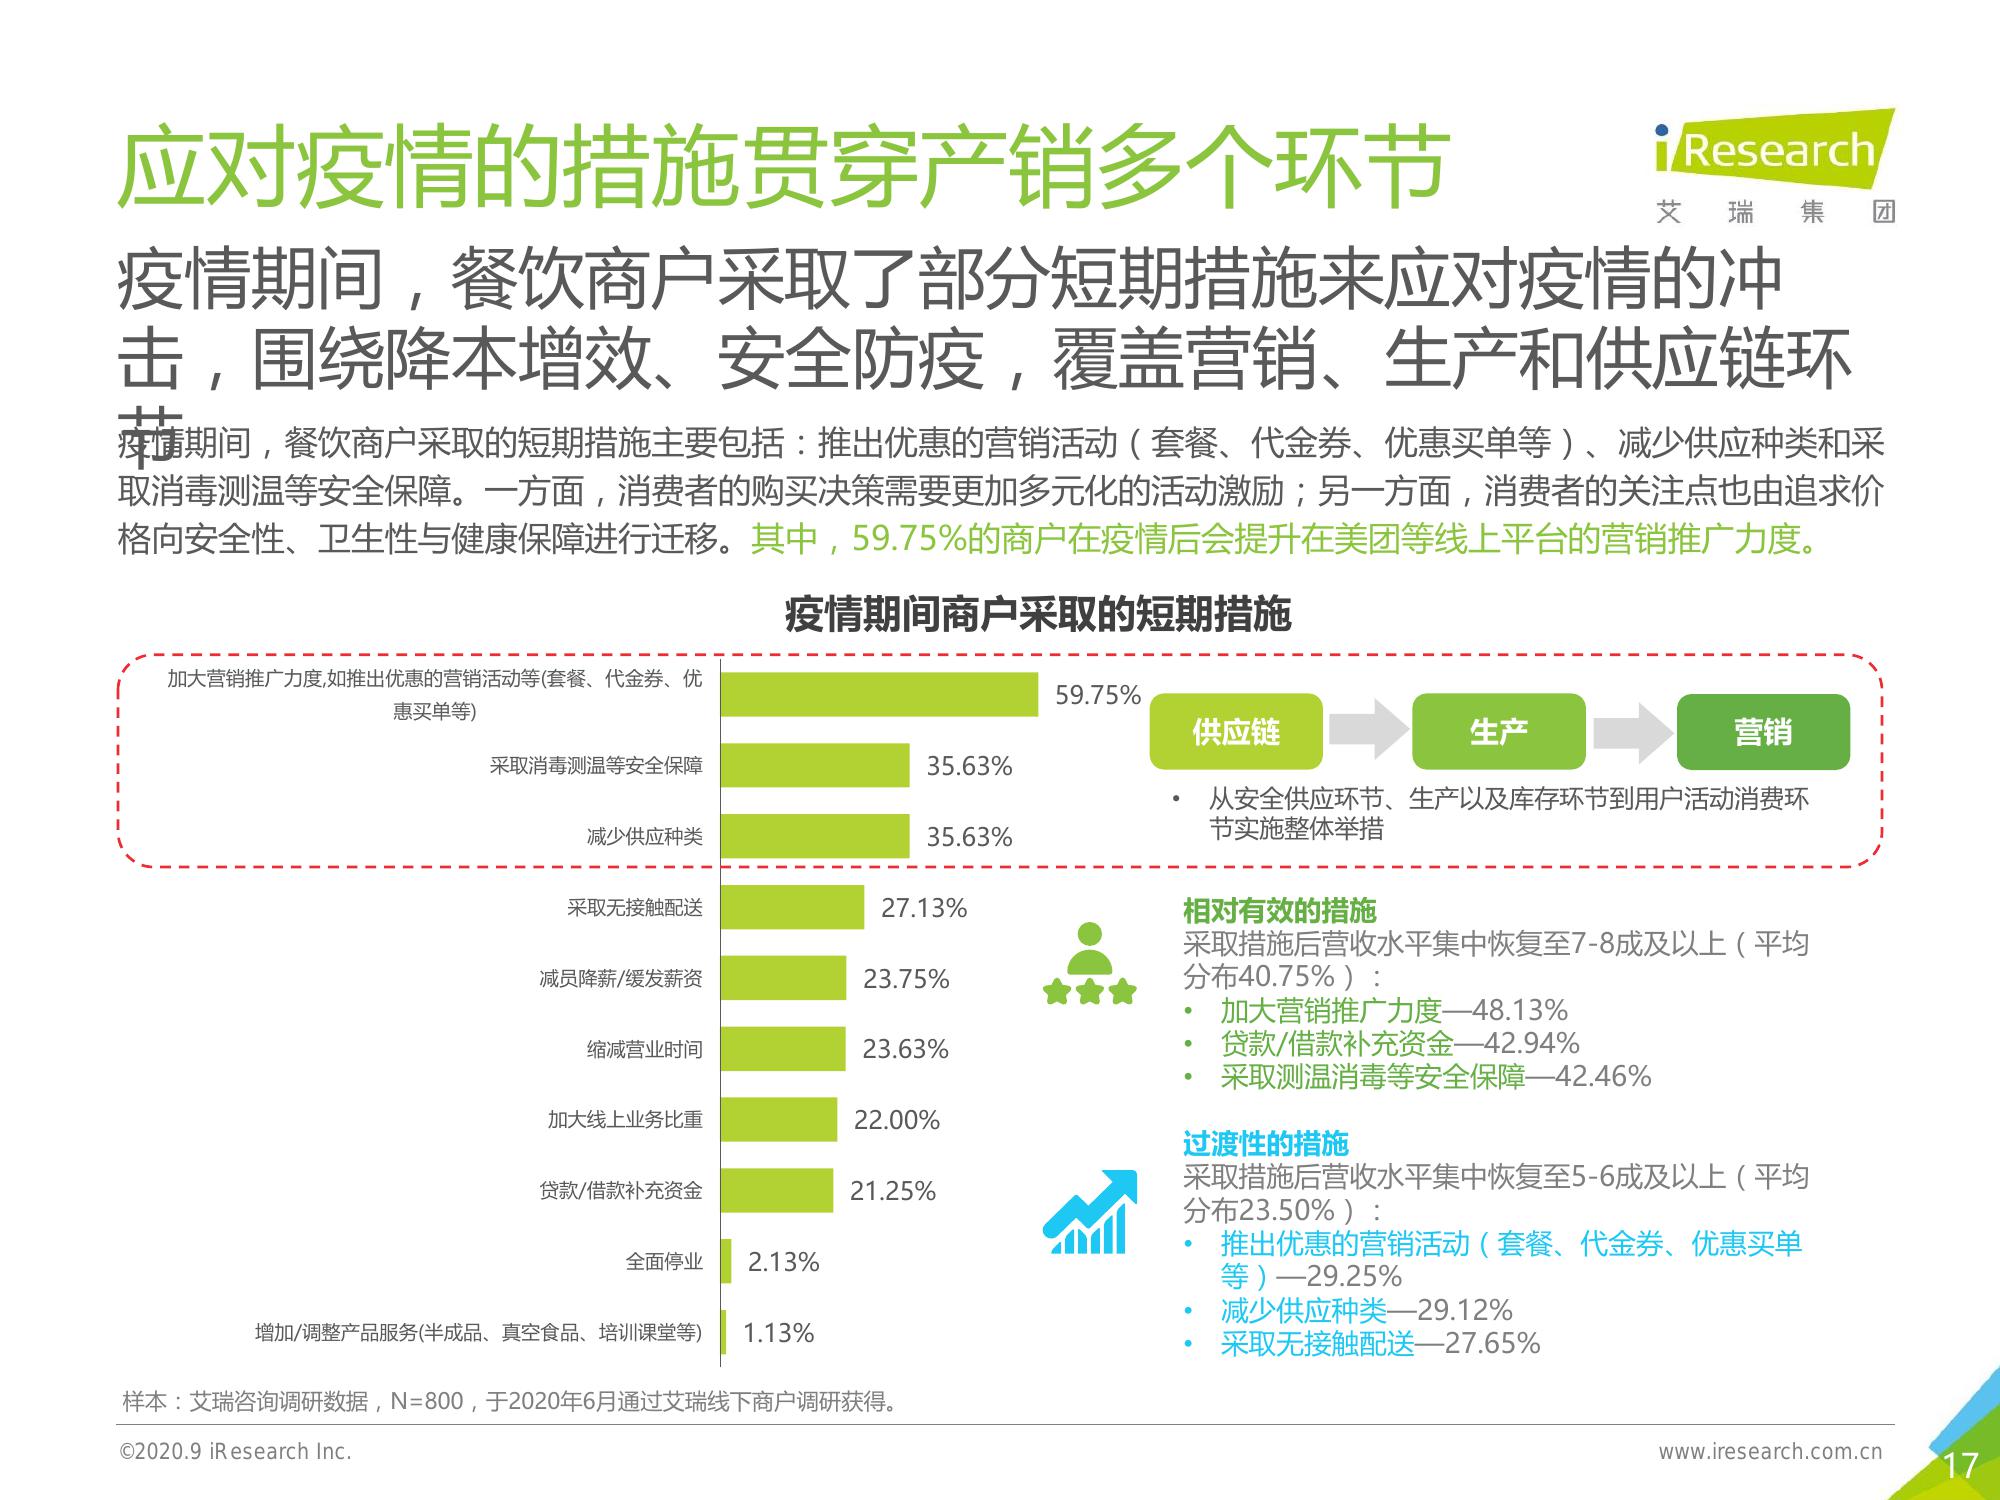 应对疫情的措施贯穿产销多个环节
iResearch
艾瑞集团
疫情期间，餐饮商户采取了部分短期措施来应对疫情的冲
击，围绕降本增效、安全防疫，覆盖营销、生产和供应链环
节
疫情期间，餐饮商户采取的短期措施主要包括：推出优惠的营销活动（套餐、代金券、优惠买单等）、减少供应种类和采
取消毒测温等安全保障。一方面，消费者的购买决策需要更加多元化的活动激励；另一方面，消费者的关注点也由追求价
格向安全性、卫生性与健康保障进行迁移。其中，59.75%的商户在疫情后会提升在美团等线上平台的营销推广力度。
疫情期间商户采取的短期措施
加大营销推广力度,如推出优惠的营销活动等(套餐、代金券、优
惠买单等)
59.75%
采取消毒测温等安全保障
35.63%
减少供应种类
35.63%
采取无接触配送
27.13%
减员降薪/缓发薪资
23.75%
缩减营业时间
23.63%
加大线上业务比重
22.00%
贷款/借款补充资金
21.25%
全面停业
2.13%
增加/调整产品服务(半成品、真空食品、培训课堂等)
1.13%
供应链
生产
营销
• 从安全供应环节、生产以及库存环节到用户活动消费环
节实施整体举措
相对有效的措施
采取措施后营收水平集中恢复至7-8成及以上（平均
分布40.75%）：
• 加大营销推广力度—48.13%
• 贷款/借款补充资金—42.94%
• 采取测温消毒等安全保障—42.46%
过渡性的措施
采取措施后营收水平集中恢复至5-6成及以上（平均
分布23.50%）：
• 推出优惠的营销活动（套餐、代金券、优惠买单
等）—29.25%
• 减少供应种类—29.12%
• 采取无接触配送—27.65%
样本：艾瑞咨询调研数据，N=800，于2020年6月通过艾瑞线下商户调研获得。
©2020.9 iResearch Inc.
www.iresearch.com.cn
17